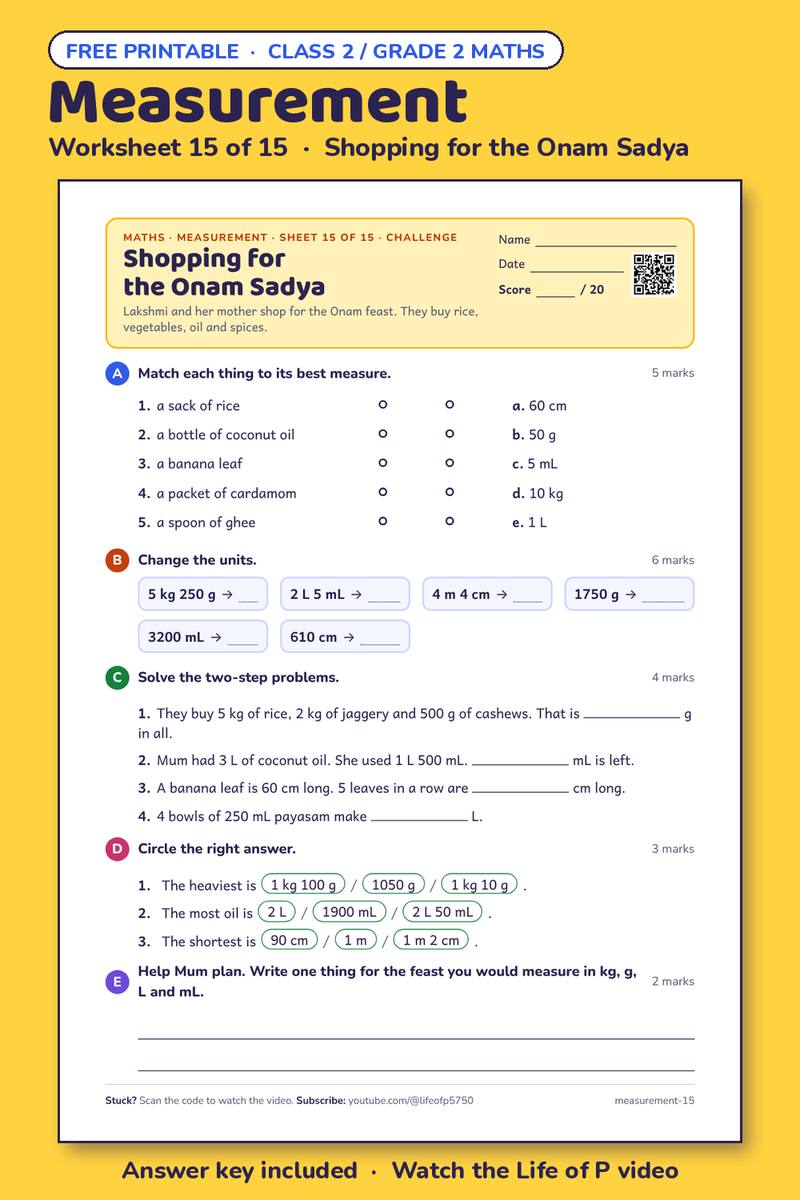 FREE PRINTABLE · CLASS 2 / GRADE 2 MATHS
Measurement
Worksheet 15 of 15 · Shopping for the Onam Sadya
MATHS · MEASUREMENT · SHEET 15 OF 15 · CHALLENGE
Shopping for
the Onam Sadya
Lakshmi and her mother shop for the Onam feast. They buy rice,
vegetables, oil and spices.
Name
Date
Score ______ / 20
A Match each thing to its best measure. 5 marks
1. a sack of rice a. 60 cm
2. a bottle of coconut oil b. 50 g
3. a banana leaf c. 5 mL
4. a packet of cardamom d. 10 kg
5. a spoon of ghee e. 1 L
B Change the units. 6 marks
5 kg 250 g → ___ 2 L 5 mL → ___ 4 m 4 cm → ___ 1750 g → ___
3200 mL → ___ 610 cm → ___
C Solve the two-step problems. 4 marks
1. They buy 5 kg of rice, 2 kg of jaggery and 500 g of cashews. That is ______ g
in all.
2. Mum had 3 L of coconut oil. She used 1 L 500 mL. ______ mL is left.
3. A banana leaf is 60 cm long. 5 leaves in a row are ______ cm long.
4. 4 bowls of 250 mL payasam make ______ L.
D Circle the right answer. 3 marks
1. The heaviest is 1 kg 100 g / 1050 g / 1 kg 10 g .
2. The most oil is 2 L / 1900 mL / 2 L 50 mL .
3. The shortest is 90 cm / 1 m / 1 m 2 cm .
E Help Mum plan. Write one thing for the feast you would measure in kg, g, 2 marks
L and mL.
Stuck? Scan the code to watch the video. Subscribe: youtube.com/@lifeofp5750 measurement-15
Answer key included · Watch the Life of P video